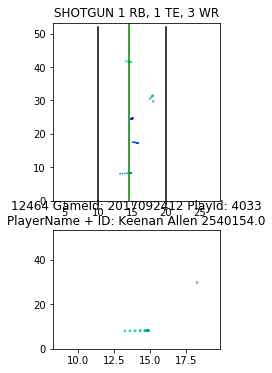 SHOTGUN 1 RB, 1 TE, 3 WR
50
40
30
20
10
0
5 10 15 20 25
12464 GameId: 2017092412 PlayId: 4033
PlayerName + ID: Keenan Allen 2540154.0
40
20
0
10.0 12.5 15.0 17.5